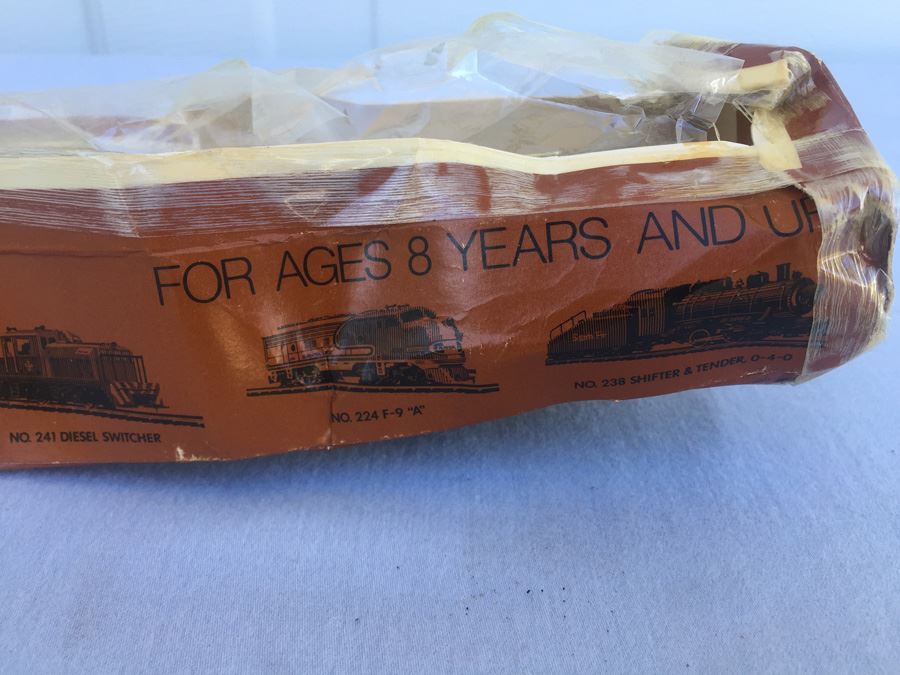 FOR AGES 8 YEARS AND UP
NO. 241 DIESEL SWITCHER
NO. 224 F-9 "A"
NO. 238 SHIFTER & TENDER, 0-4-0